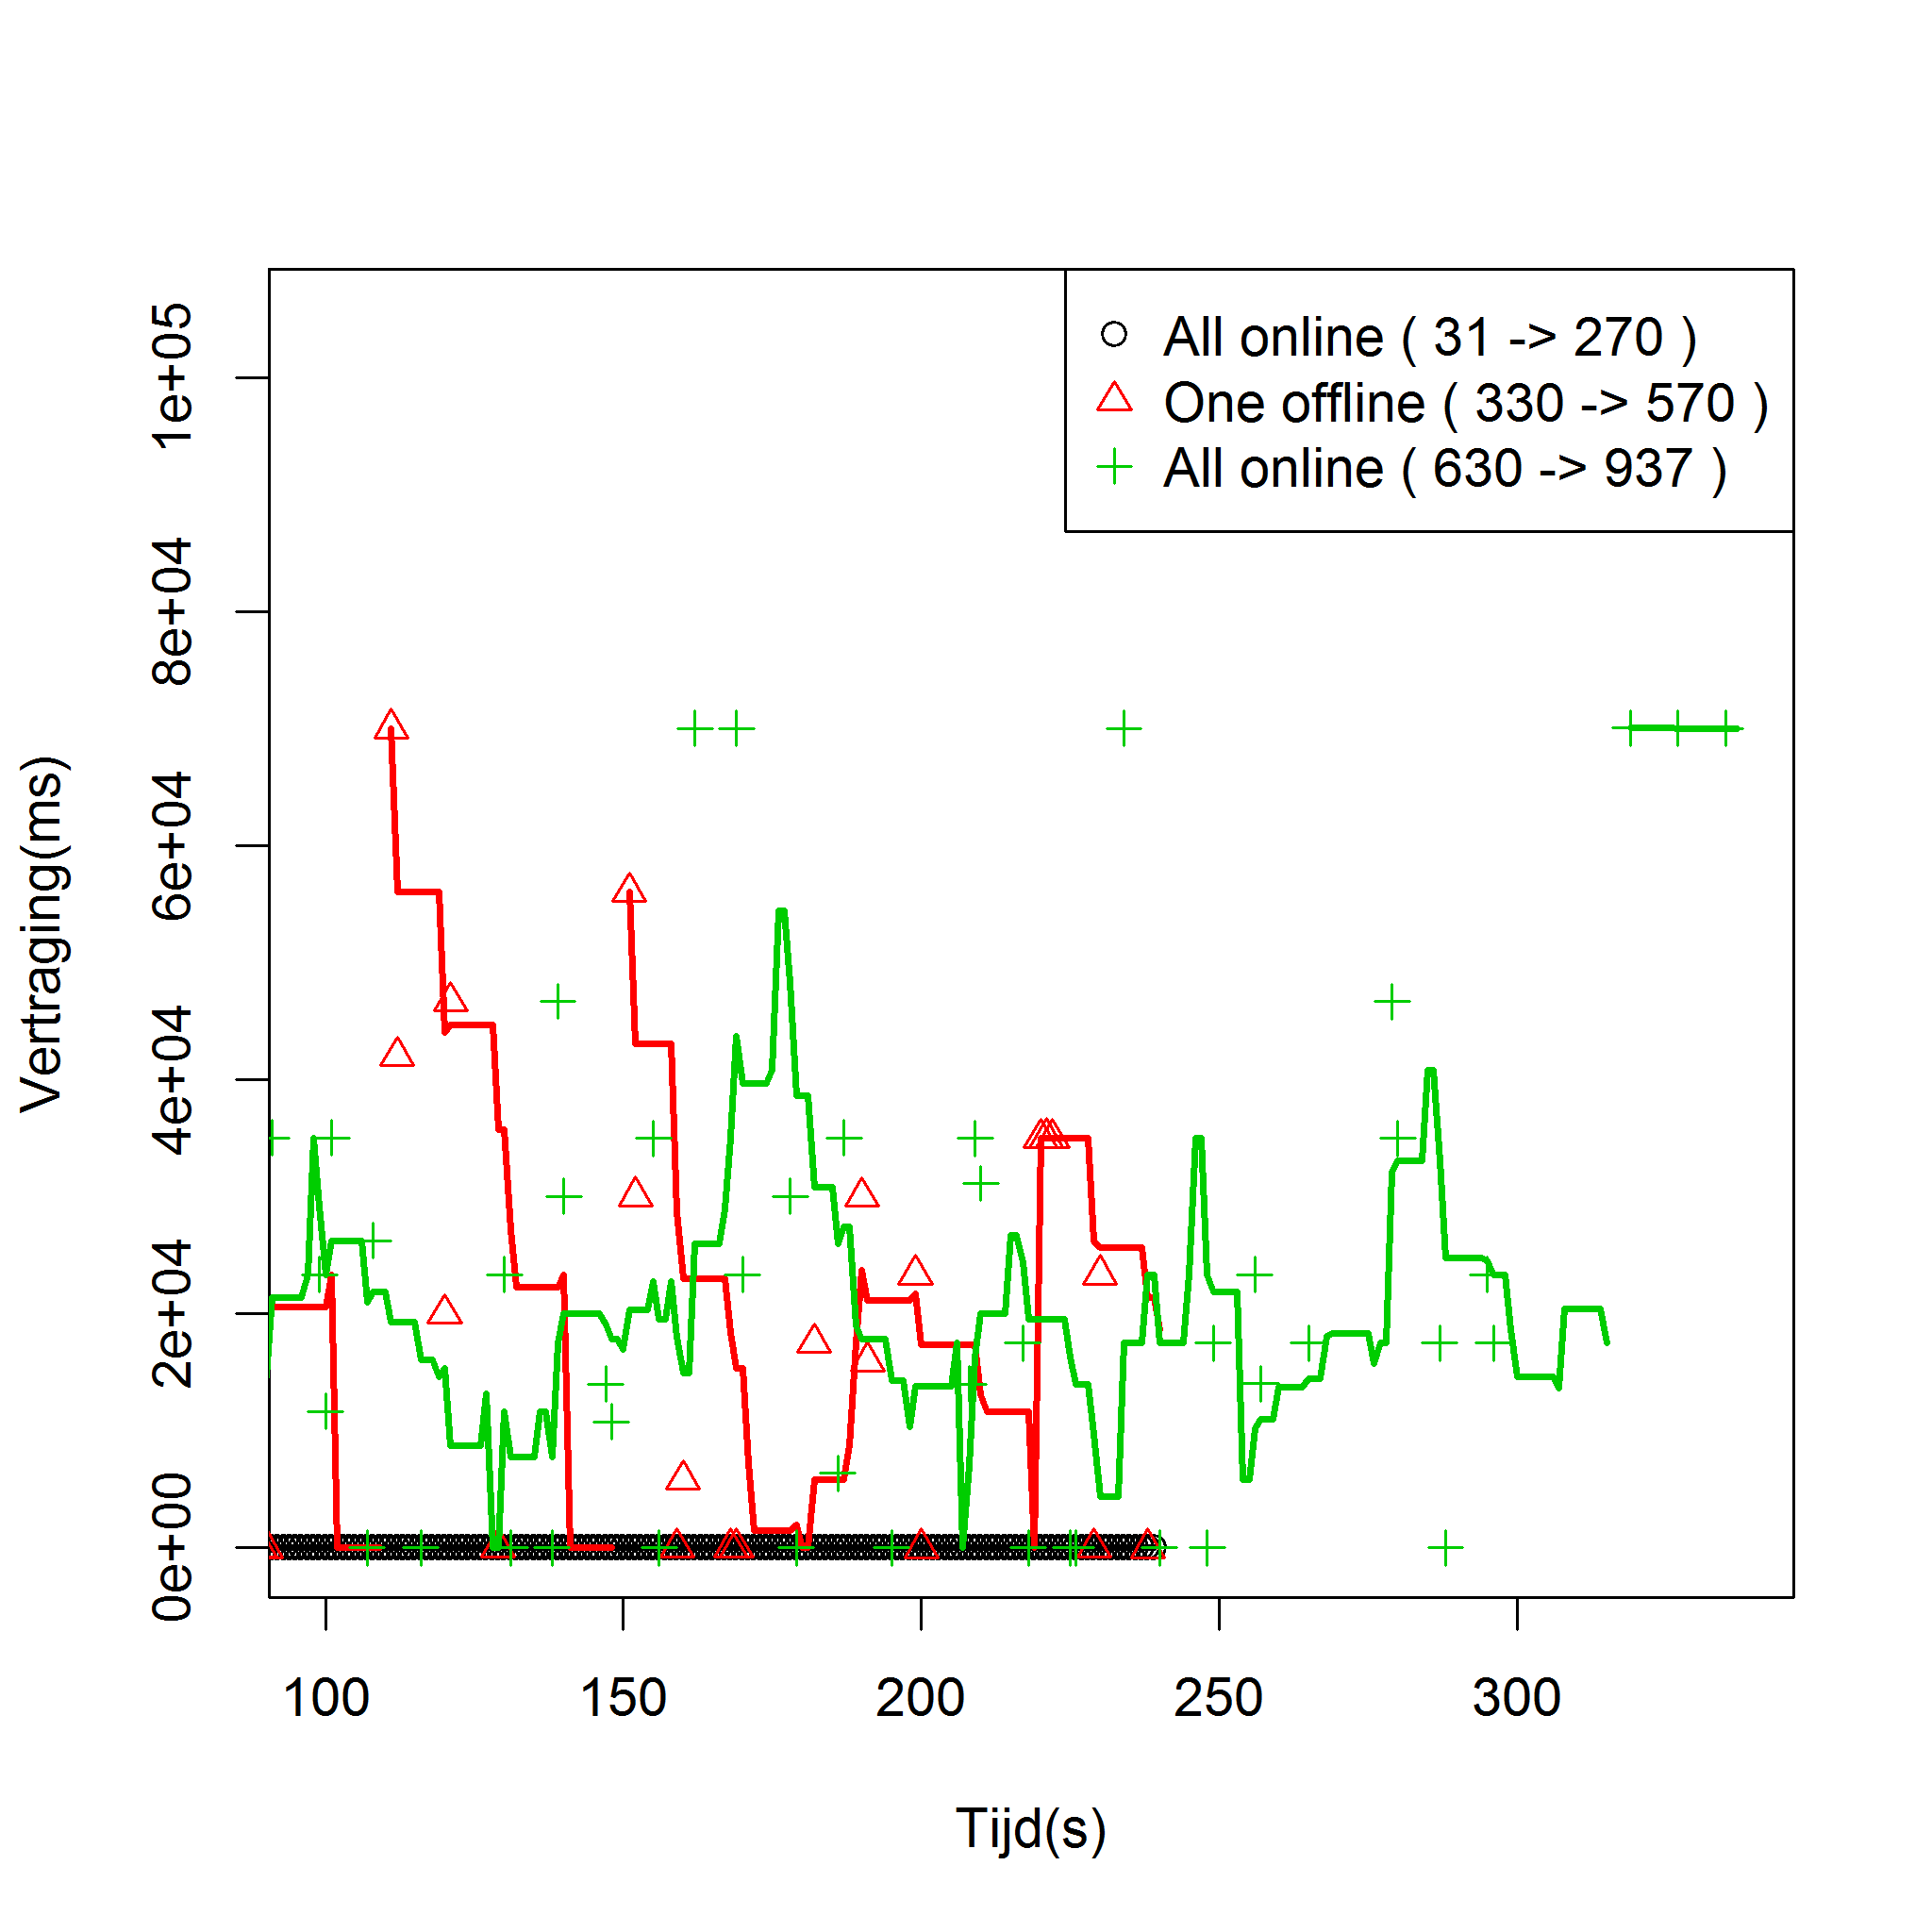 All online ( 31 -> 270 )
One offline ( 330 -> 570 )
All online ( 630 -> 937 )
Vertraging(ms)
1e+05
8e+04
6e+04
4e+04
2e+04
0e+00
100 150 200 250 300
Tijd(s)